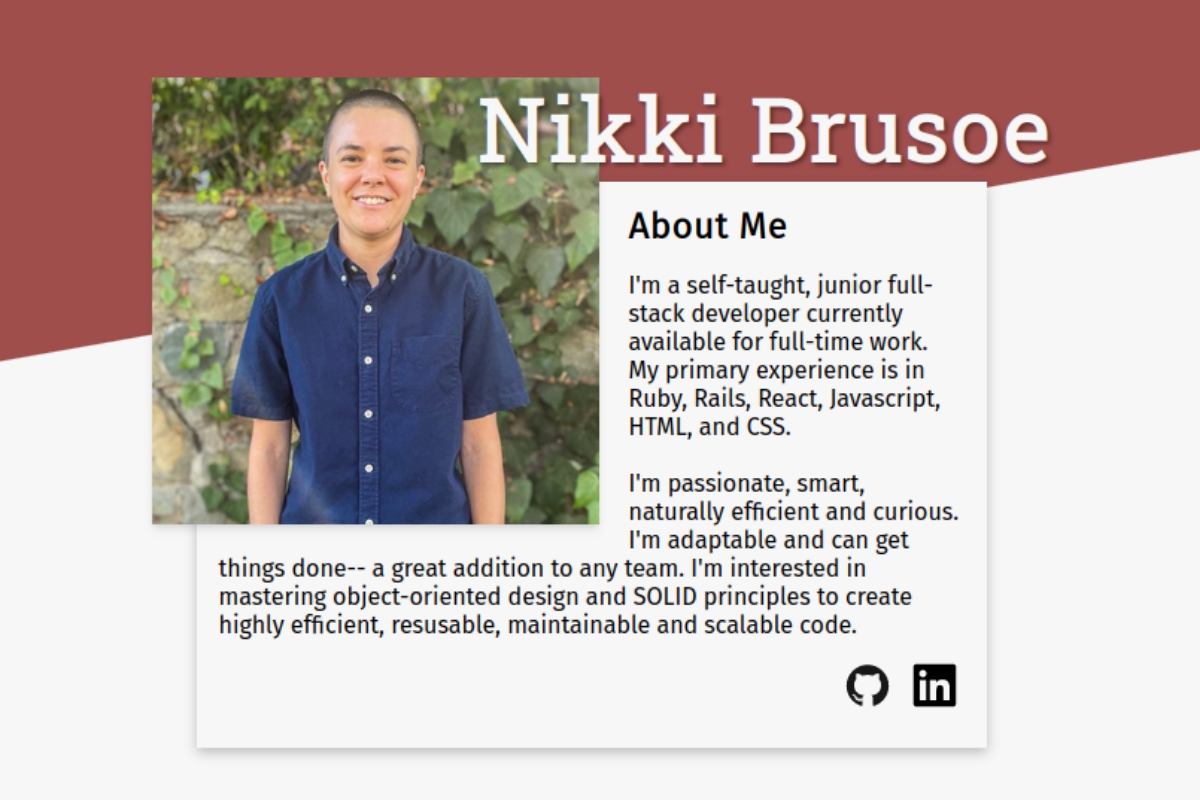 Nikki Brusoe
About Me
I'm a self-taught, junior full-
stack developer currently
available for full-time work.
My primary experience is in
Ruby, Rails, React, Javascript,
HTML, and CSS.
I'm passionate, smart,
naturally efficient and curious.
I'm adaptable and can get
things done-- a great addition to any team. I'm interested in
mastering object-oriented design and SOLID principles to create
highly efficient, resusable, maintainable and scalable code.
in